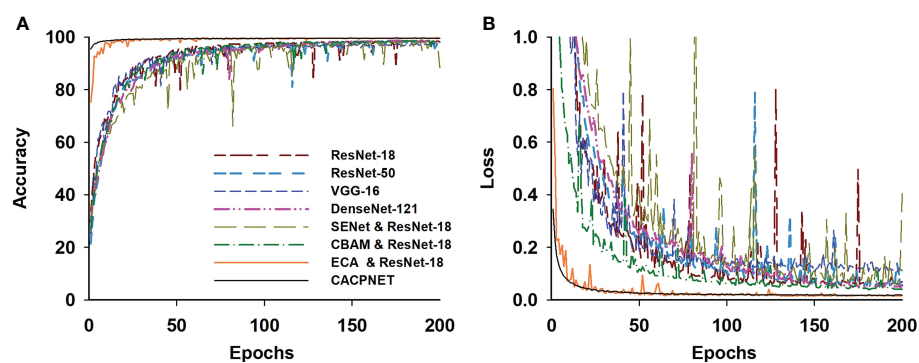 A
B
100
80
60
40
20
0
Accuracy
ResNet-18
ResNet-50
VGG-16
DenseNet-121
SENet & ResNet-18
CBAM & ResNet-18
ECA & ResNet-18
CACPNET
0 50 100 150 200
Epochs
1.0
0.8
0.6
0.4
0.2
0.0
Loss
0 50 100 150 200
Epochs